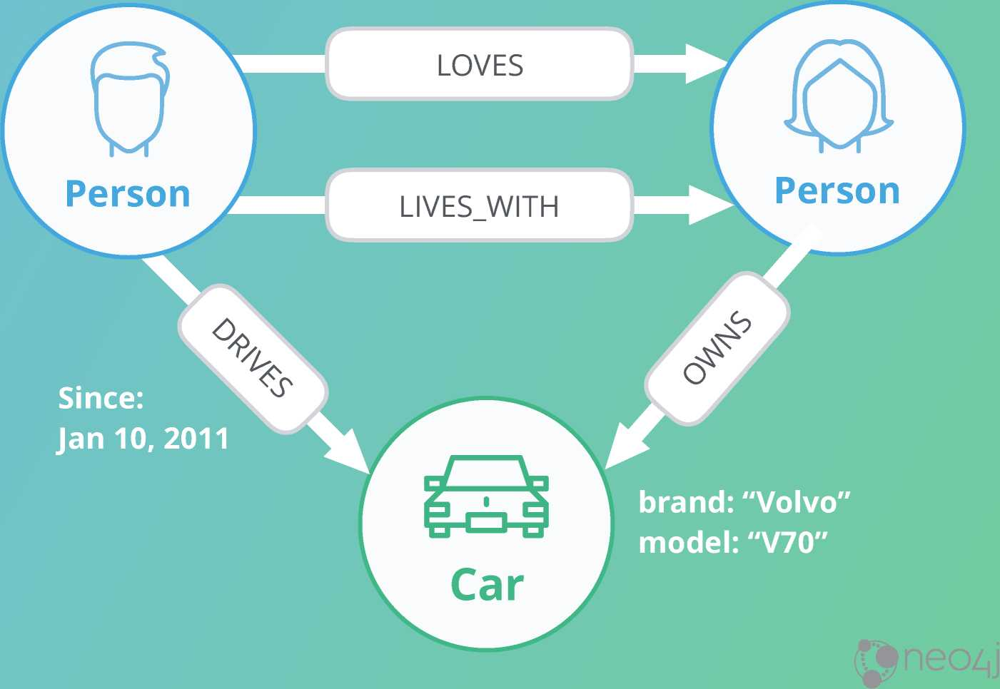 LOVES
Person
Person
LIVES_WITH
DRIVES
OWNS
Since:
Jan 10, 2011
Car
brand: “Volvo”
model: “V70”
neo4j